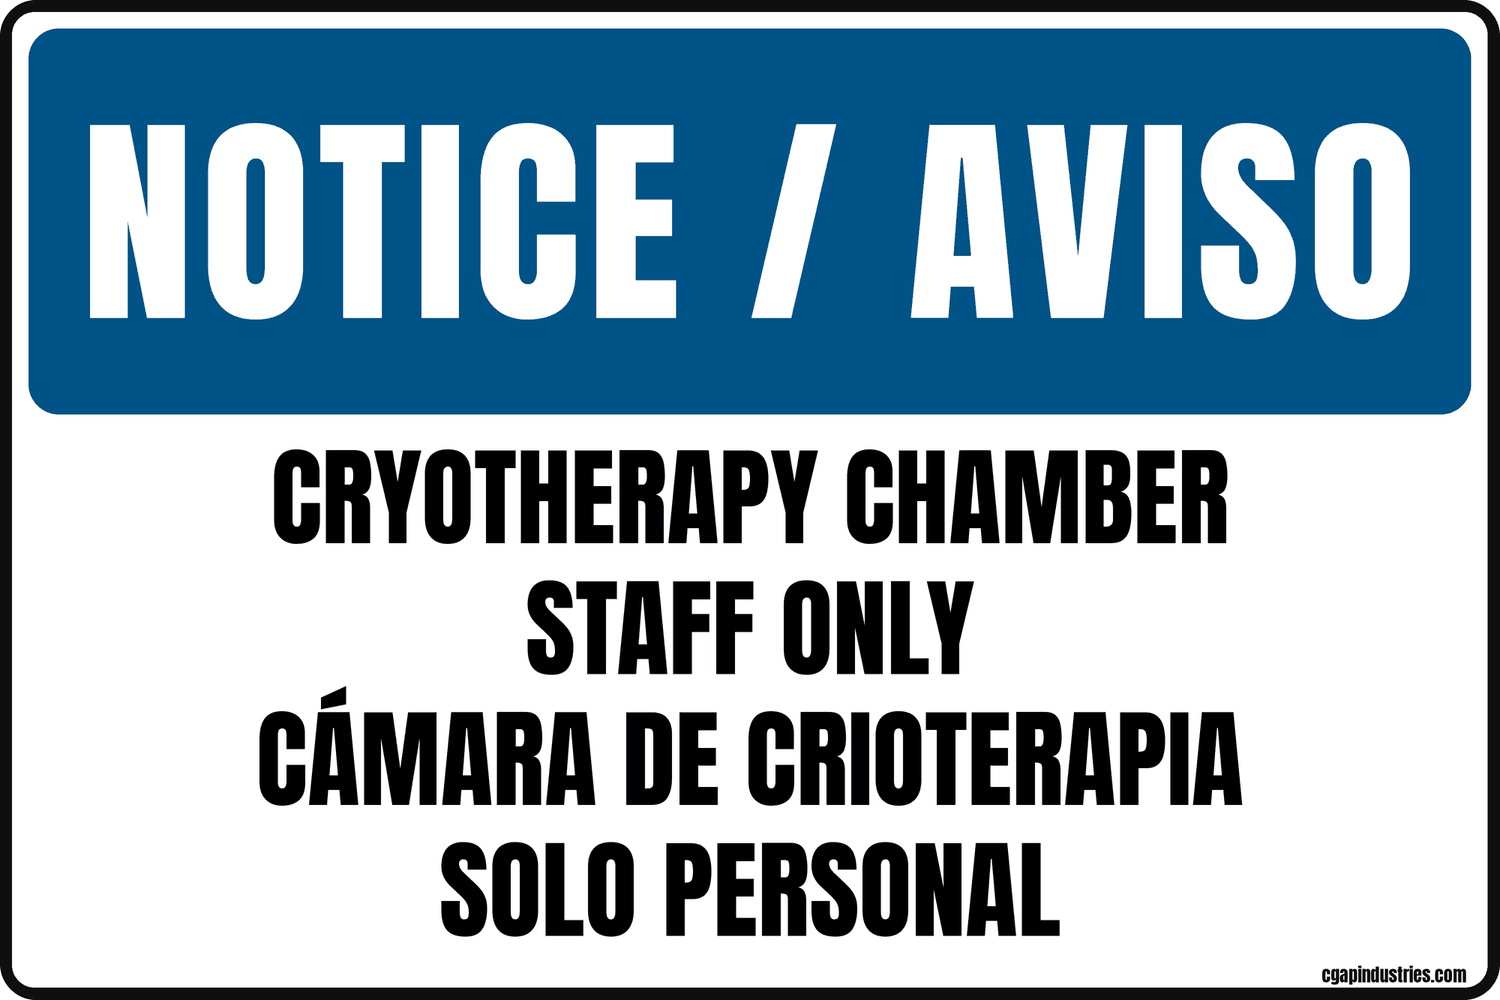 NOTICE / AVISO
CRYOTHERAPY CHAMBER
STAFF ONLY
CÁMARA DE CRIOTERAPIA
SOLO PERSONAL
cgapindustries.com